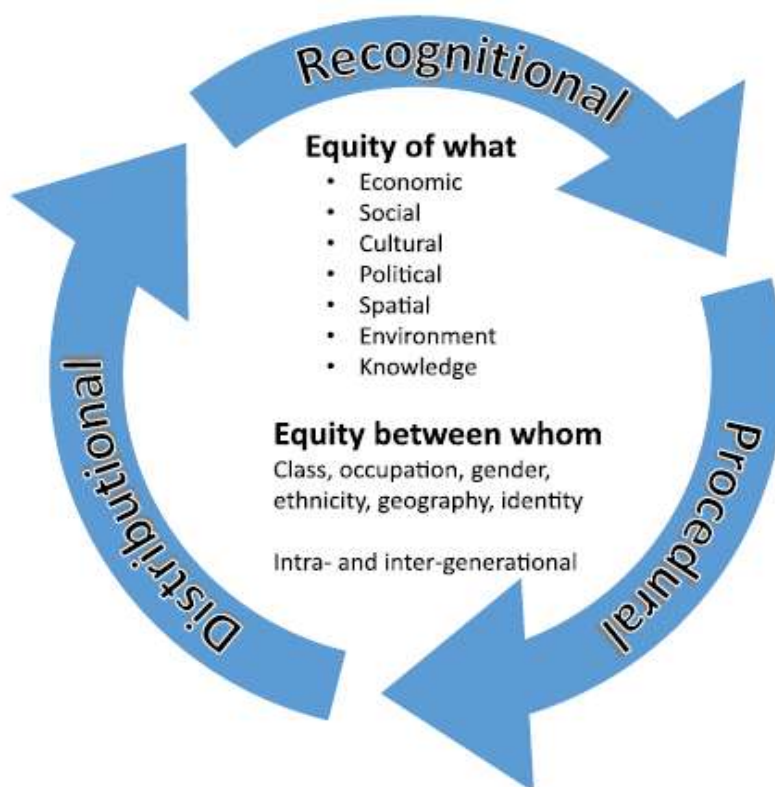 Recognitional
Equity of what
• Economic
• Social
• Cultural
• Political
• Spatial
• Environment
• Knowledge
Equity between whom
Class, occupation, gender,
ethnicity, geography, identity
Intra- and inter-generational
Procedural
Distributional